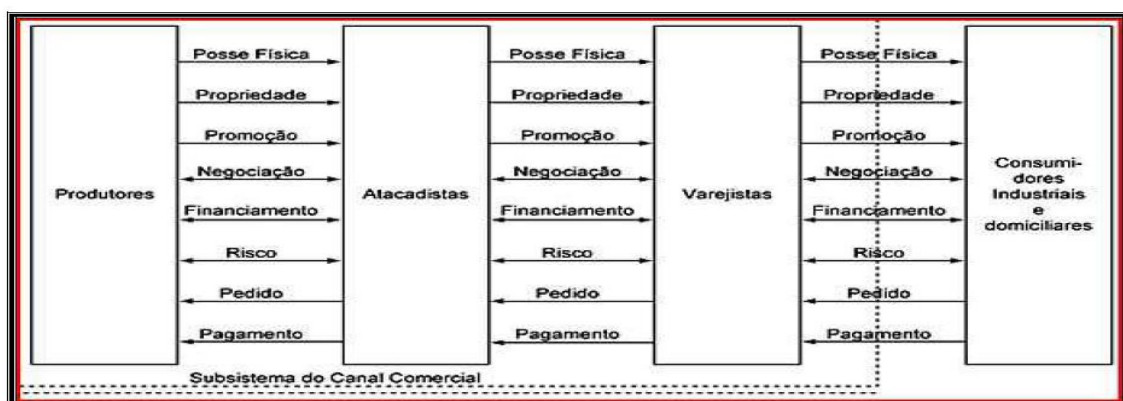 Posse Física
Posse Física
Posse Física
Propriedade
Propriedade
Propriedade
Promoção
Promoção
Promoção
Produtores
Negociação
Atacadistas
Negociação
Varejistas
Negociação
Consumi-
dores
Industriais
e
domiciliares
Financiamento
Financiamento
Financiamento
Risco
Risco
Risco
Pedido
Pedido
Pedido
Pagamento
Pagamento
Pagamento
Subsistema do Canal Comercial